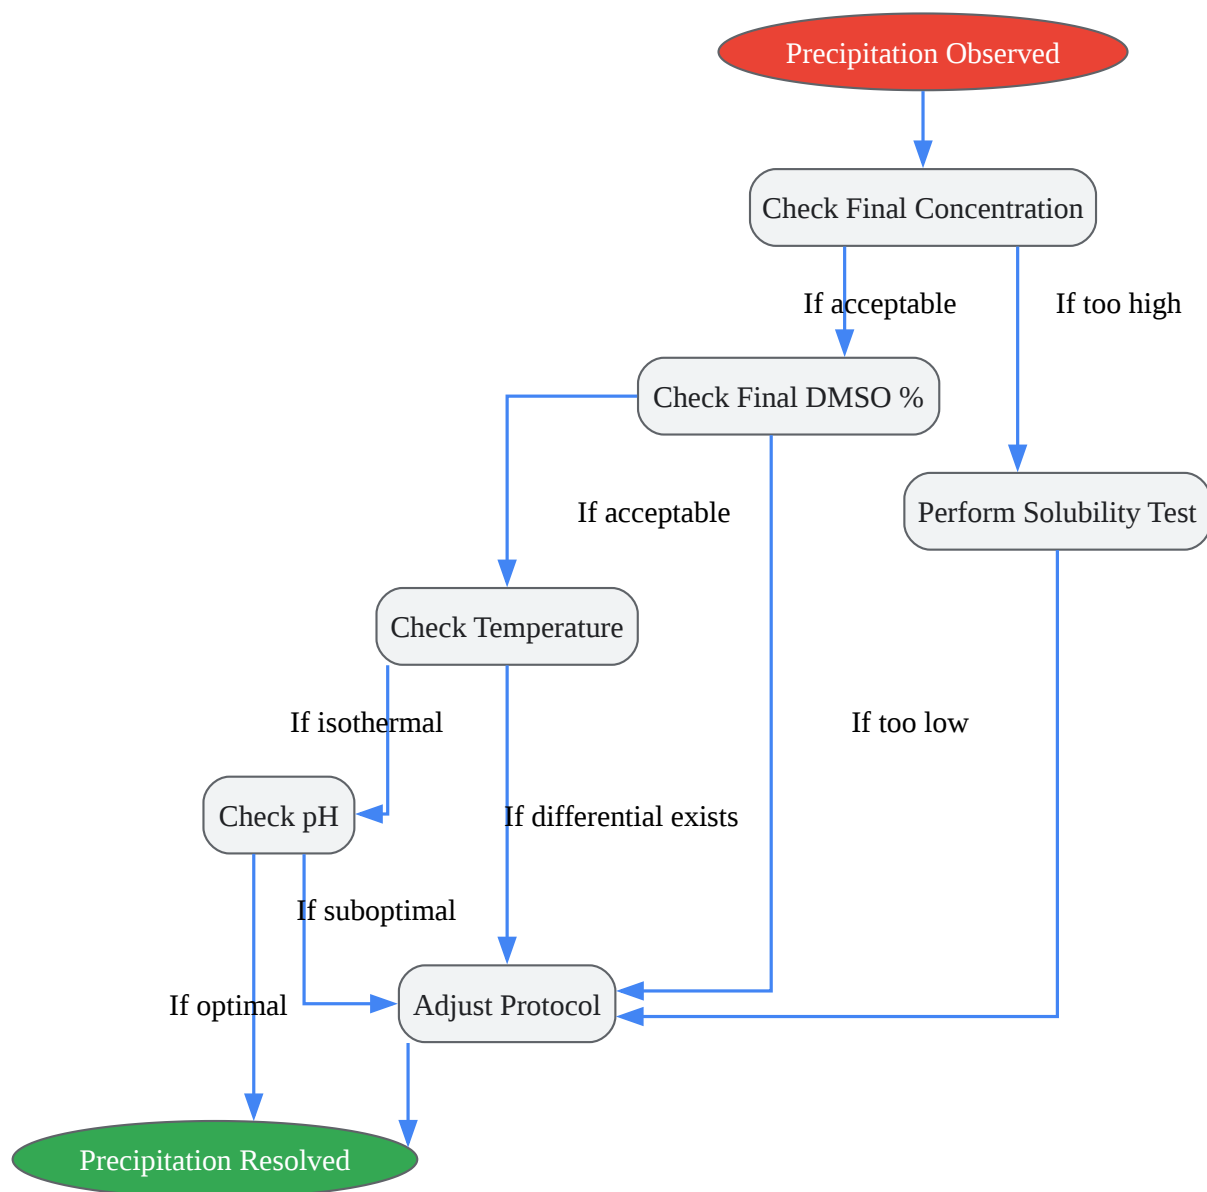 Precipitation Observed
Check Final Concentration
If acceptable
If too high
Check Final DMSO %
Perform Solubility Test
If acceptable
Check Temperature
If isothermal
If too low
Check pH
If differential exists
If suboptimal
If optimal
Adjust Protocol
Precipitation Resolved